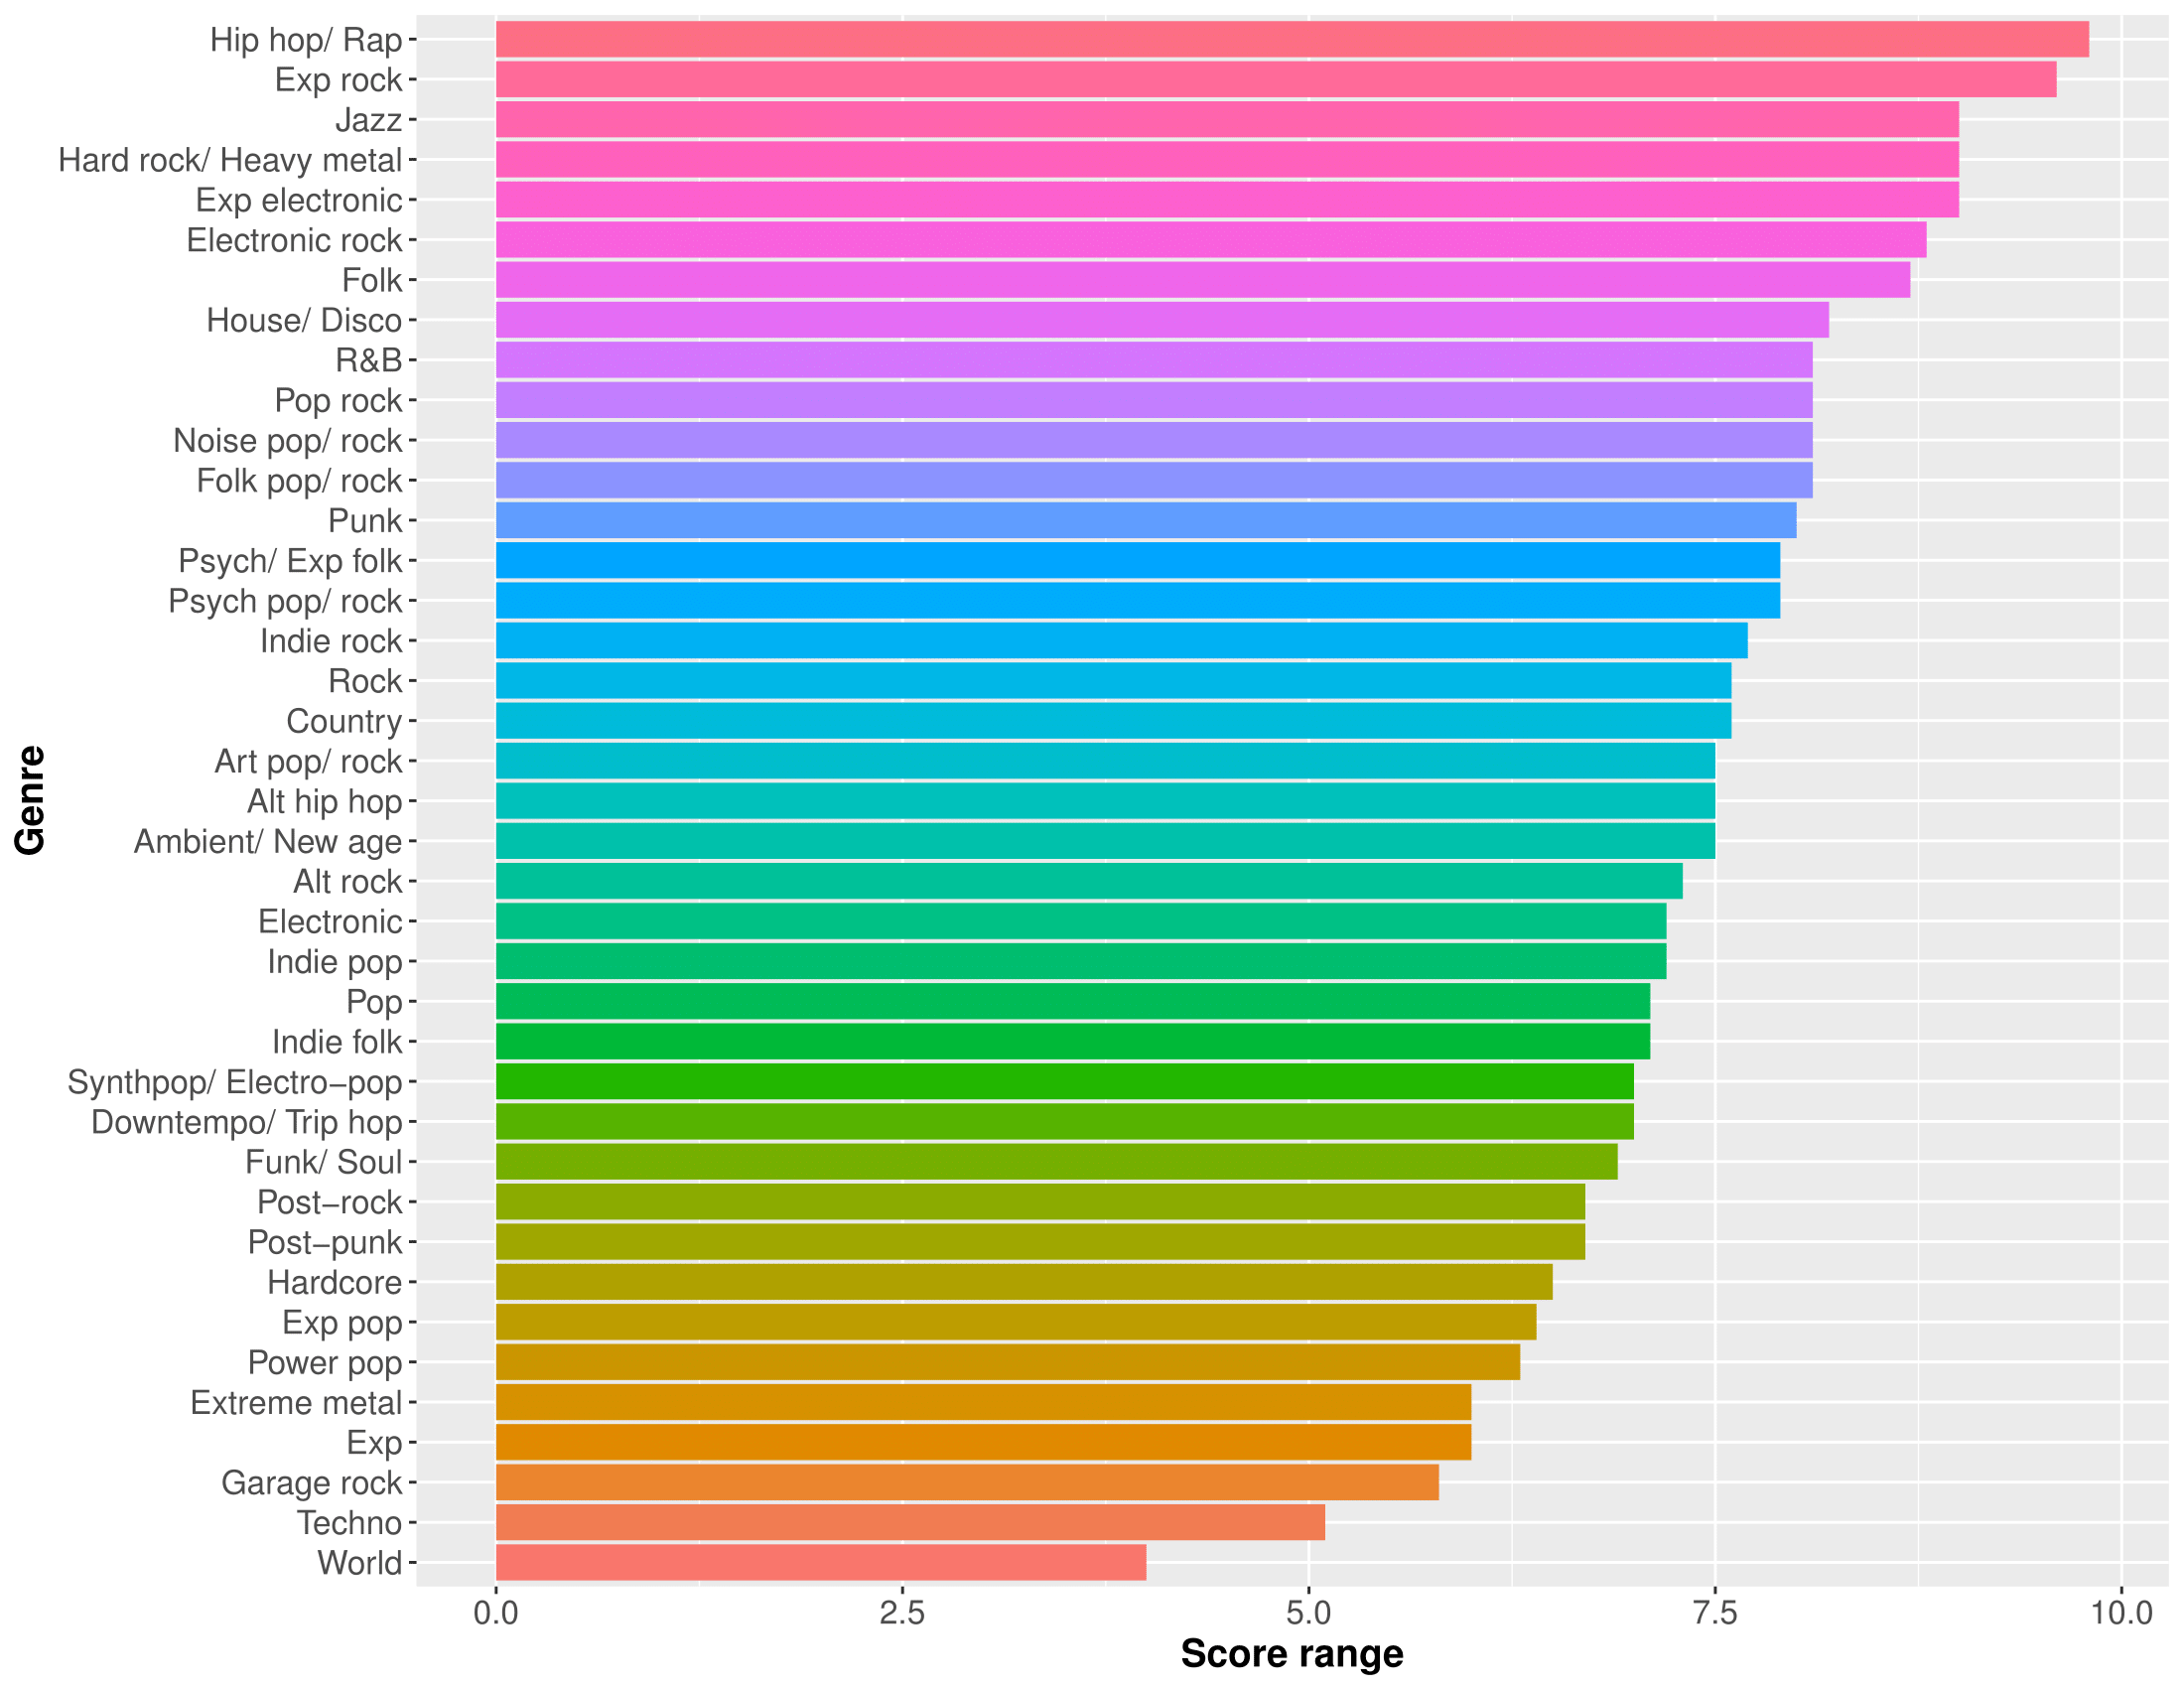 Hip hop/ Rap
Exp rock
Jazz
Hard rock/ Heavy metal
Exp electronic
Electronic rock
Folk
House/ Disco
R&B
Pop rock
Noise pop/ rock
Folk pop/ rock
Punk
Psych/ Exp folk
Psych pop/ rock
Indie rock
Rock
Country
Art pop/ rock
Alt hip hop
Ambient/ New age
Alt rock
Electronic
Indie pop
Pop
Indie folk
Synthpop/ Electro−pop
Downtempo/ Trip hop
Funk/ Soul
Post−rock
Post−punk
Hardcore
Exp pop
Power pop
Extreme metal
Exp
Garage rock
Techno
World
Genre
0.0 2.5 5.0 7.5 10.0
Score range